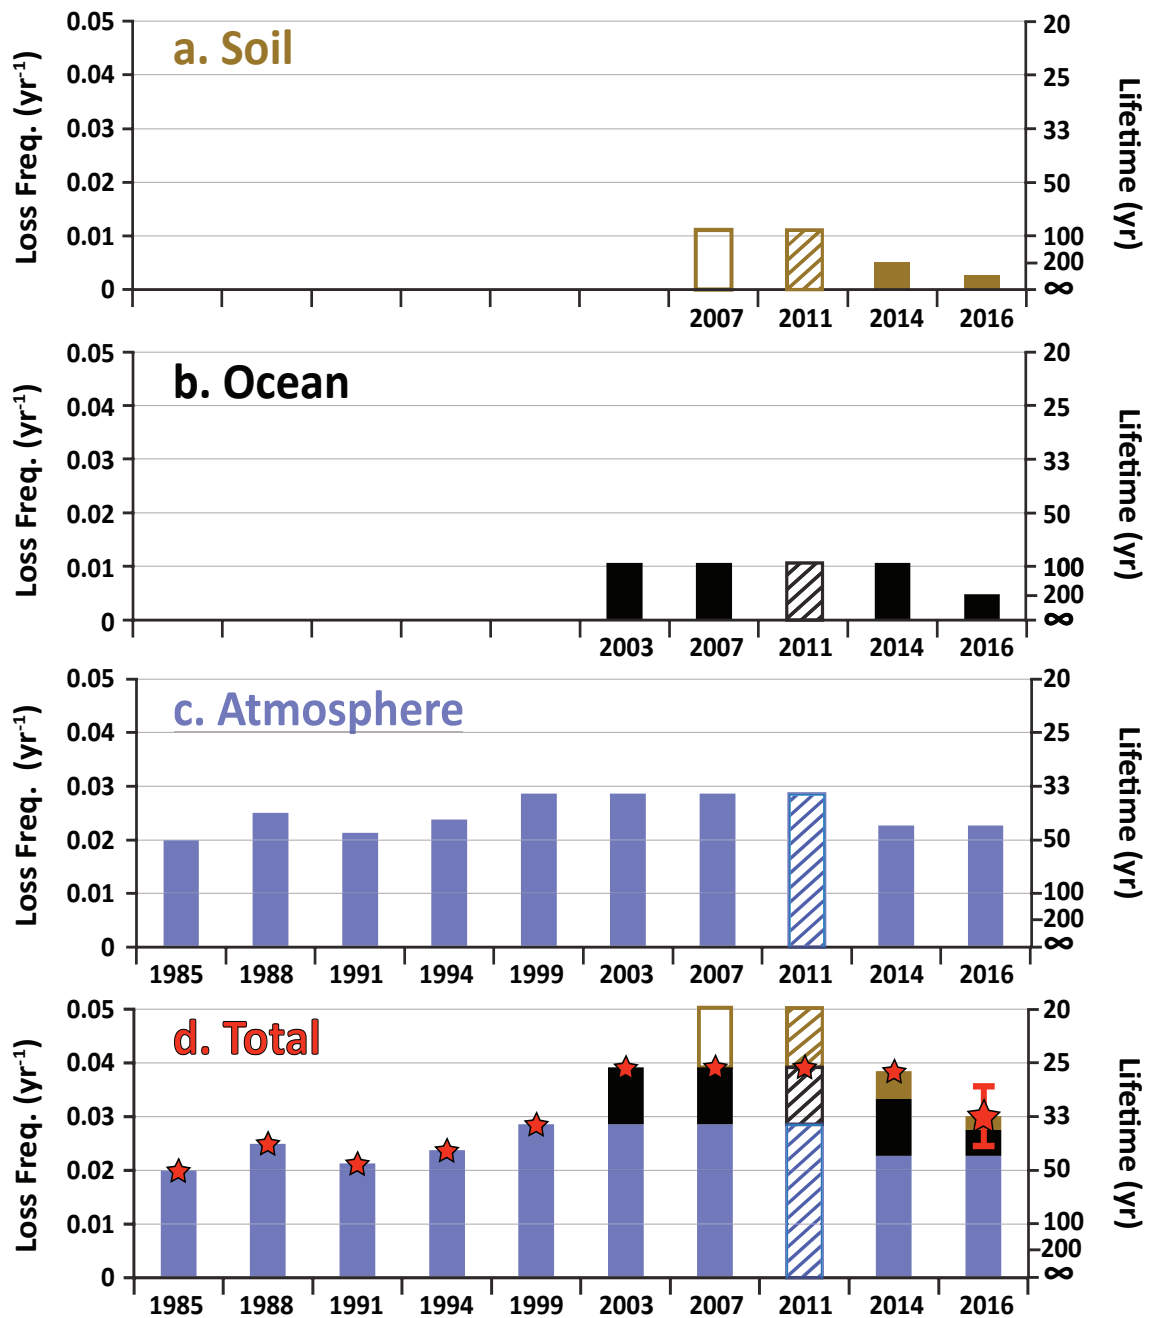 a. Soil
Loss Freq. (yr-1)
Lifetime (yr)
0.05 20
0.04 25
0.03 33
0.02 50
0.01 100
200
0 ∞
2007 2011 2014 2016
b. Ocean
Loss Freq. (yr-1)
Lifetime (yr)
0.05 20
0.04 25
0.03 33
0.02 50
0.01 100
200
0 ∞
2003 2007 2011 2014 2016
c. Atmosphere
Loss Freq. (yr-1)
Lifetime (yr)
0.05 20
0.04 25
0.03 33
0.02 50
0.01 100
200
0 ∞
1985 1988 1991 1994 1999 2003 2007 2011 2014 2016
d. Total
Loss Freq. (yr-1)
Lifetime (yr)
0.05 20
0.04 25
0.03 33
0.02 50
0.01 100
200
0 ∞
1985 1988 1991 1994 1999 2003 2007 2011 2014 2016